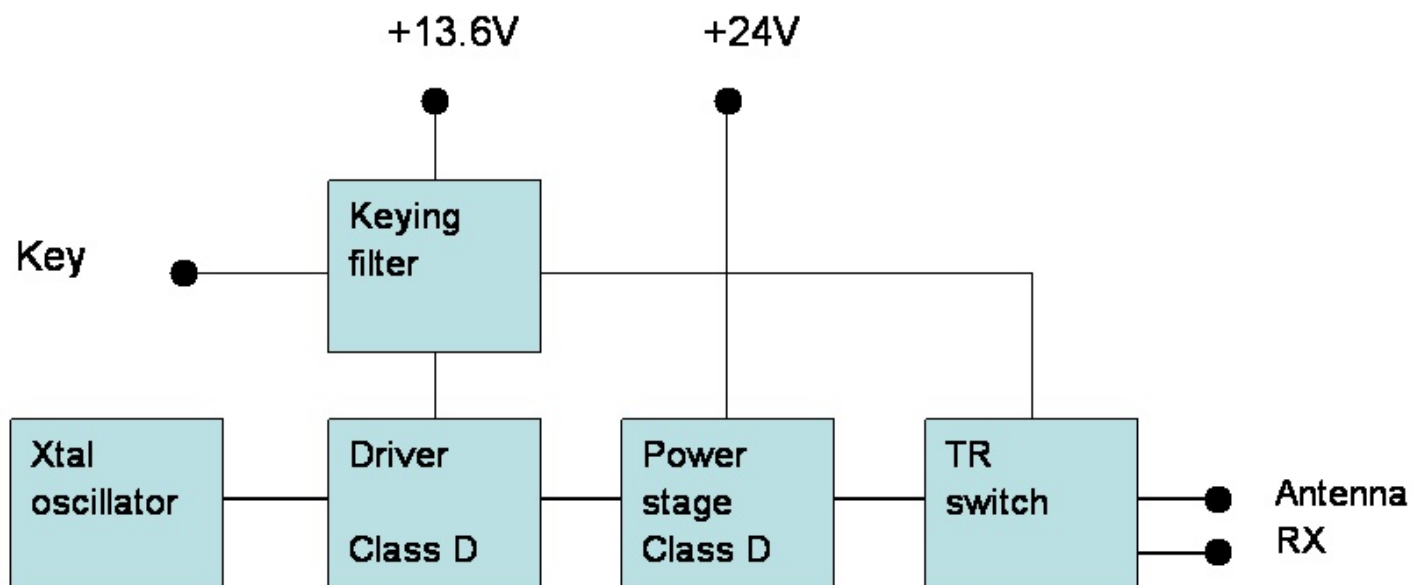 +13.6V
+24V
Keying
filter
Key
Xtal
oscillator
Driver
Class D
Power
stage
Class D
TR
switch
Antenna
RX